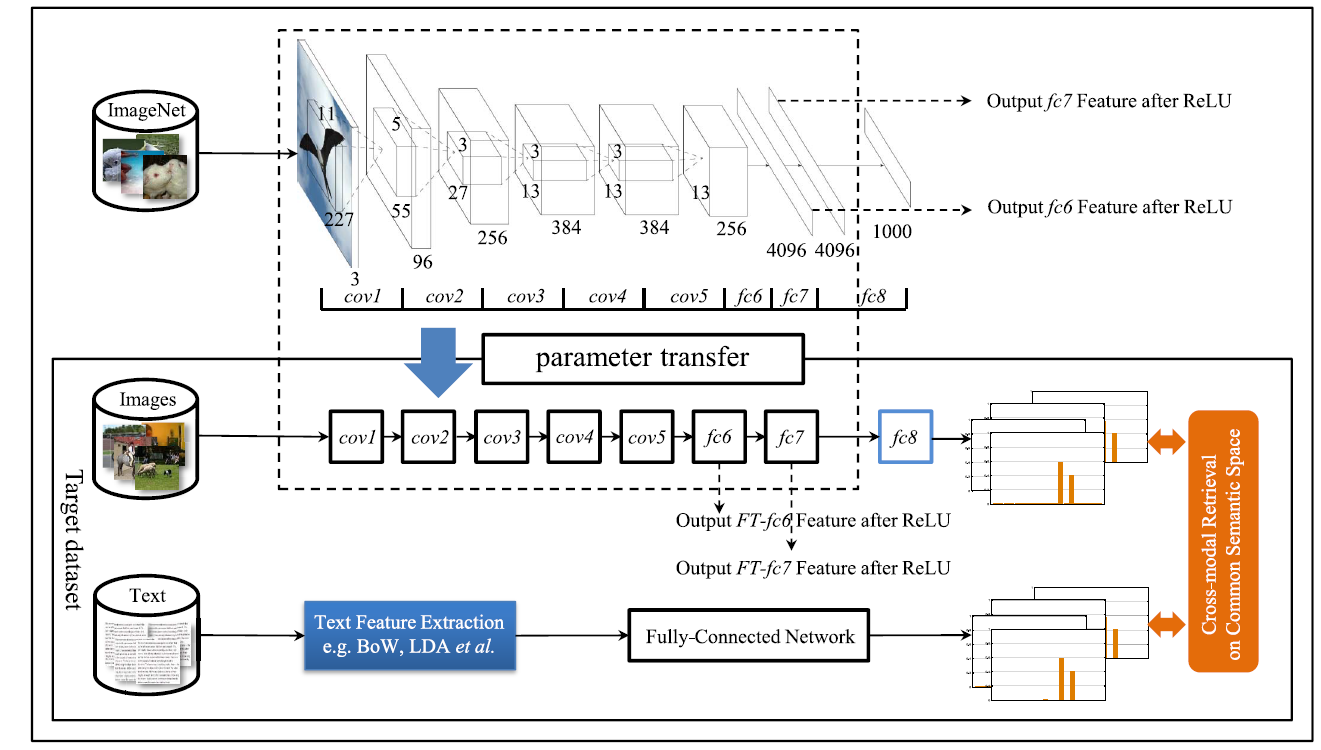 ImageNet
11
227
3
5
55
96
3
27
256
3
13
384
3
13
384
13
256
4096
4096
1000
Output fc7 Feature after ReLU
Output fc6 Feature after ReLU
cov1
cov2
cov3
cov4
cov5
fc6
fc7
fc8
parameter transfer
Target dataset
Images
cov1
cov2
cov3
cov4
cov5
fc6
fc7
fc8
Output FT-fc6 Feature after ReLU
Output FT-fc7 Feature after ReLU
Text
Text Feature Extraction
e.g. BoW, LDA et al.
Fully-Connected Network
Cross-modal Retrieval
on Common Semantic Space